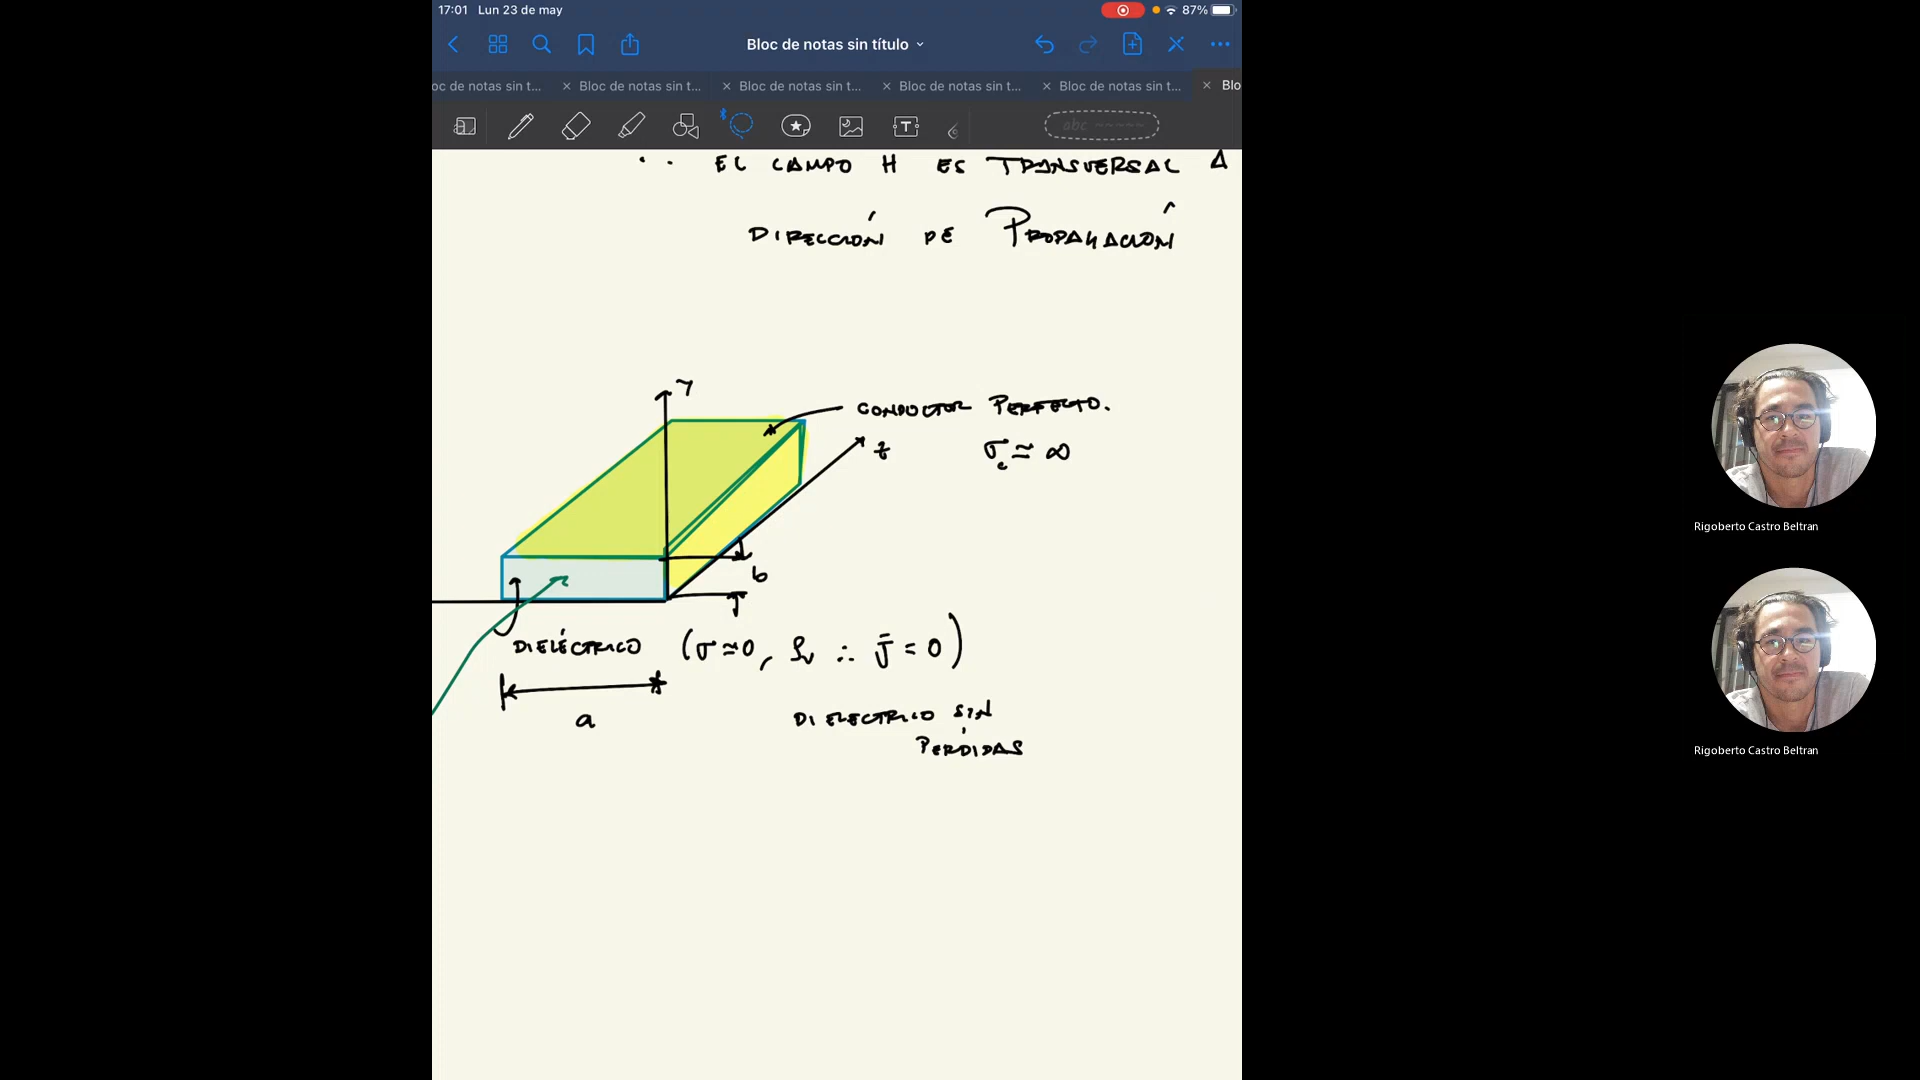 17:01 Lun 23 de may
87%
Bloc de notas sin título
oc de notas sin t...
Bloc de notas sin t...
Bloc de notas sin t...
Bloc de notas sin t...
Bloc de notas sin t...
Blo
abc
∴ EL CAMPO H ES TRANSVERSAL A
DIRECCIÓN DE PROPAGACIÓN
y
CONDUCTOR PERFECTO.
z
σc ≃ ∞
b
DIELÉCTRICO (σ≃0, ρv ∴ J̄ = 0)
a
DIELECTRICO SIN
PÉRDIDAS
Rigoberto Castro Beltran
Rigoberto Castro Beltran